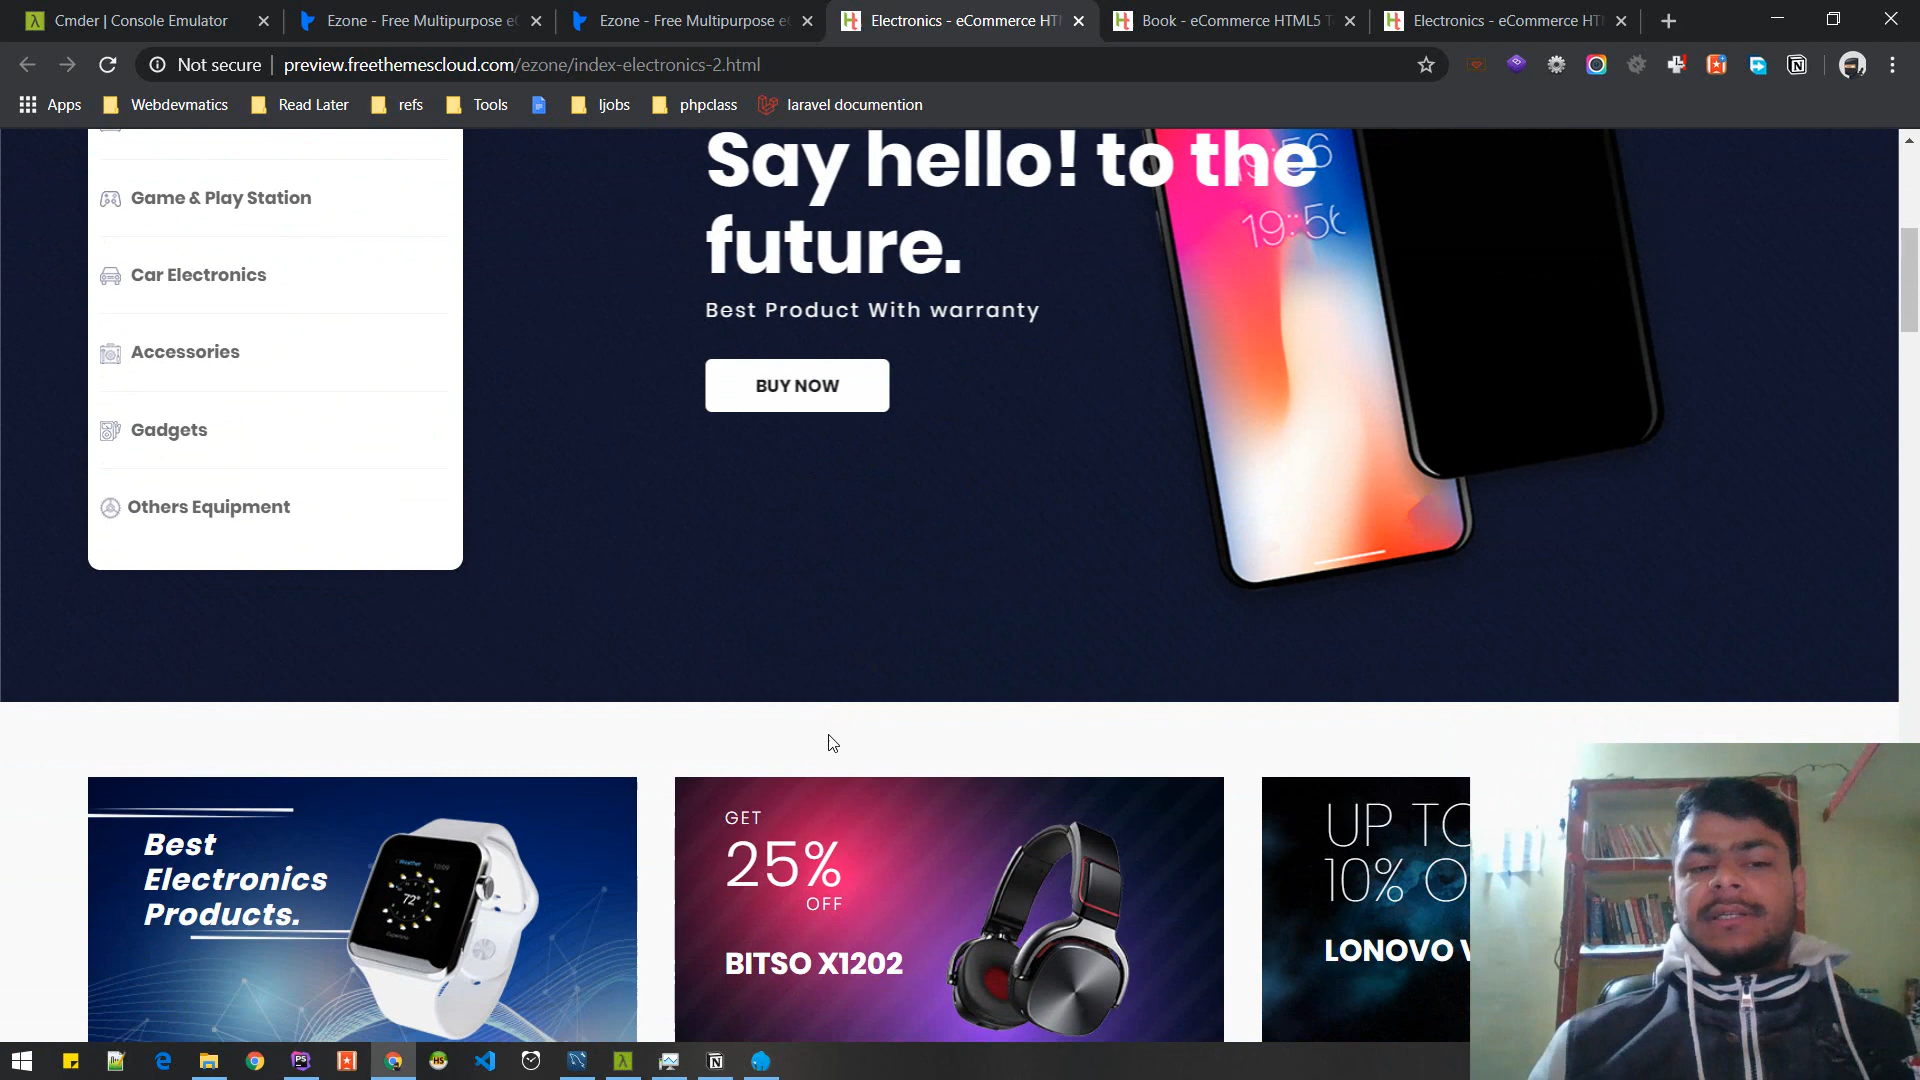 Cmder | Console Emulator
Ezone - Free Multipurpose e
Ezone - Free Multipurpose e
Electronics - eCommerce HT
Book - eCommerce HTML5 T
Electronics - eCommerce HT
Not secure
preview.freethemescloud.com/ezone/index-electronics-2.html
Apps
Webdevmatics
Read Later
refs
Tools
ljobs
phpclass
laravel documention
Say hello! to the
future.
Best Product With warranty
BUY NOW
19:56
Game & Play Station
Car Electronics
Accessories
Gadgets
Others Equipment
Best
Electronics
Products.
72°
GET
25%
OFF
BITSO X1202
UP TO
10% O
LONOVO